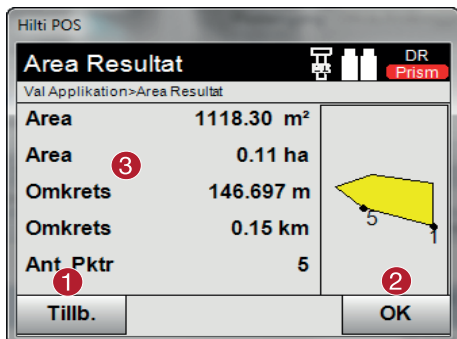 Hilti POS
Area Resultat
DR
Prism
Val Applikation>Area Resultat
Area 1118.30 m²
Area 0.11 ha
3
Omkrets 146.697 m
Omkrets 0.15 km
5
1
Ant. Pktr 5
1
2
Tillb. OK